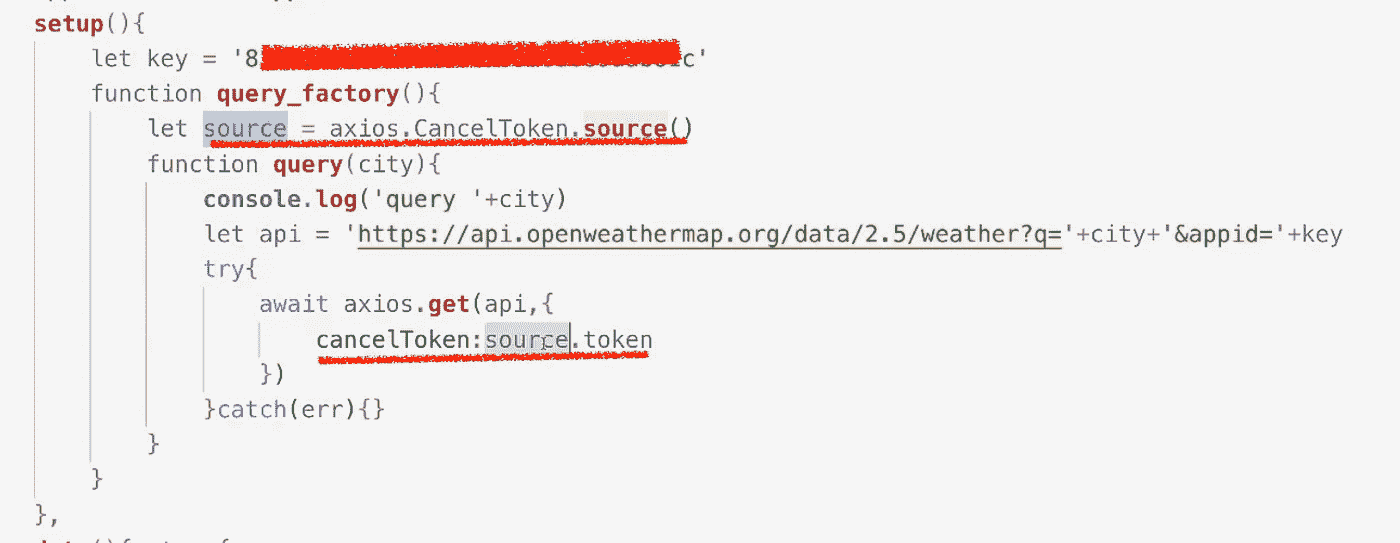 setup(){
let key = '8 c'
function query_factory(){
let source = axios.CancelToken.source()
function query(city){
console.log('query '+city)
let api = 'https://api.openweathermap.org/data/2.5/weather?q='+city+'&appid='+key
try{
await axios.get(api,{
cancelToken:source.token
})
}catch(err){}
}
}
},